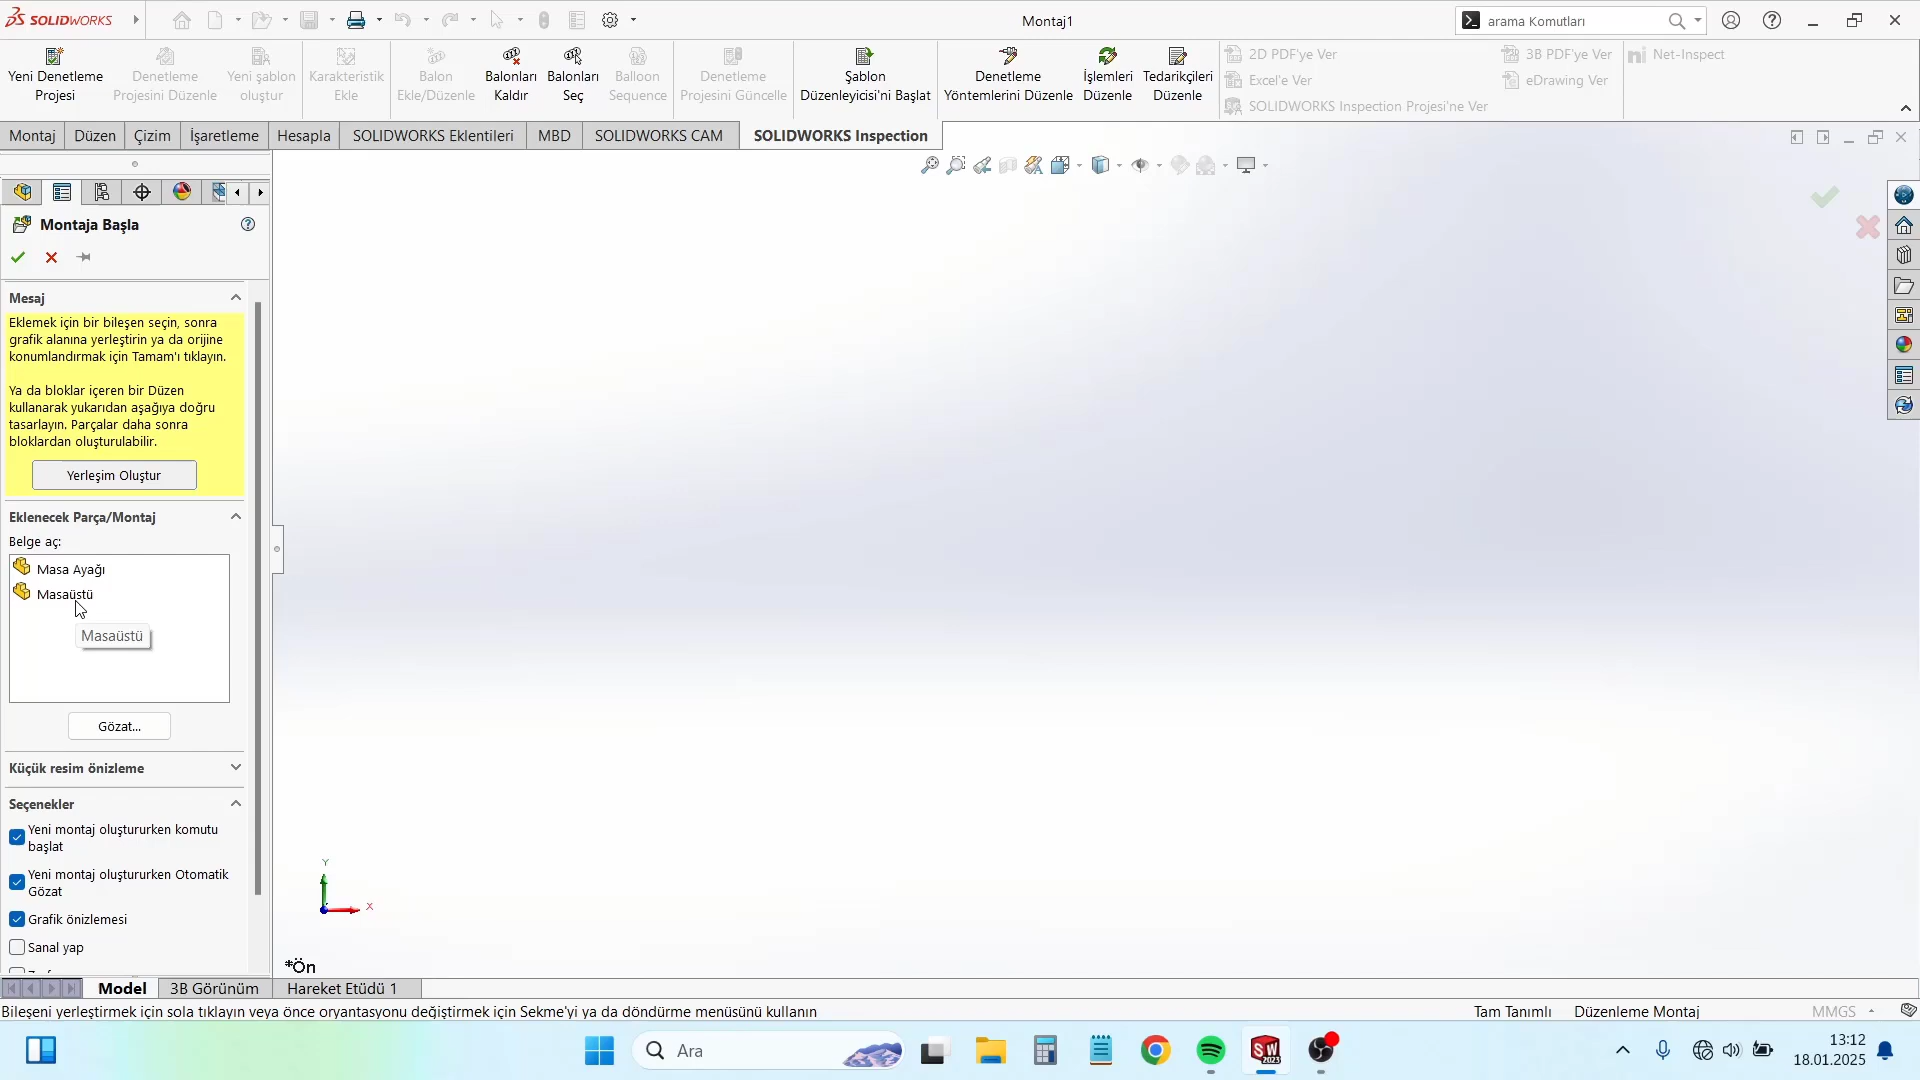 SOLIDWORKS
Montaj1
arama Komutları
Yeni Denetleme
Projesi
Denetleme
Projesini Düzenle
Yeni şablon
oluştur
Karakteristik
Ekle
Balon
Ekle/Düzenle
Balonları
Kaldır
Balonları
Seç
Balloon
Sequence
Denetleme
Projesini Güncelle
Şablon
Düzenleyicisi'ni Başlat
Denetleme
Yöntemlerini Düzenle
İşlemleri
Düzenle
Tedarikçileri
Düzenle
2D PDF'ye Ver
Excel'e Ver
SOLIDWORKS Inspection Projesi'ne Ver
3B PDF'ye Ver
eDrawing Ver
Net-Inspect
Montaj
Düzen
Çizim
İşaretleme
Hesapla
SOLIDWORKS Eklentileri
MBD
SOLIDWORKS CAM
SOLIDWORKS Inspection
Montaja Başla
Mesaj
Eklemek için bir bileşen seçin, sonra
grafik alanına yerleştirin ya da orijine
konumlandırmak için Tamam'ı tıklayın.
Ya da bloklar içeren bir Düzen
kullanarak yukarıdan aşağıya doğru
tasarlayın. Parçalar daha sonra
bloklardan oluşturulabilir.
Yerleşim Oluştur
Eklenecek Parça/Montaj
Belge aç:
Masa Ayağı
Masaüstü
Masaüstü
Gözat...
Küçük resim önizleme
Seçenekler
Yeni montaj oluştururken komutu
başlat
Yeni montaj oluştururken Otomatik
Gözat
Grafik önizlemesi
Sanal yap
Y
X
*Ön
Model
3B Görünüm
Hareket Etüdü 1
Bileşeni yerleştirmek için sola tıklayın veya önce oryantasyonu değiştirmek için Sekme'yi ya da döndürme menüsünü kullanın
Tam Tanımlı
Düzenleme Montaj
MMGS
Ara
SW
2023
13:12
18.01.2025